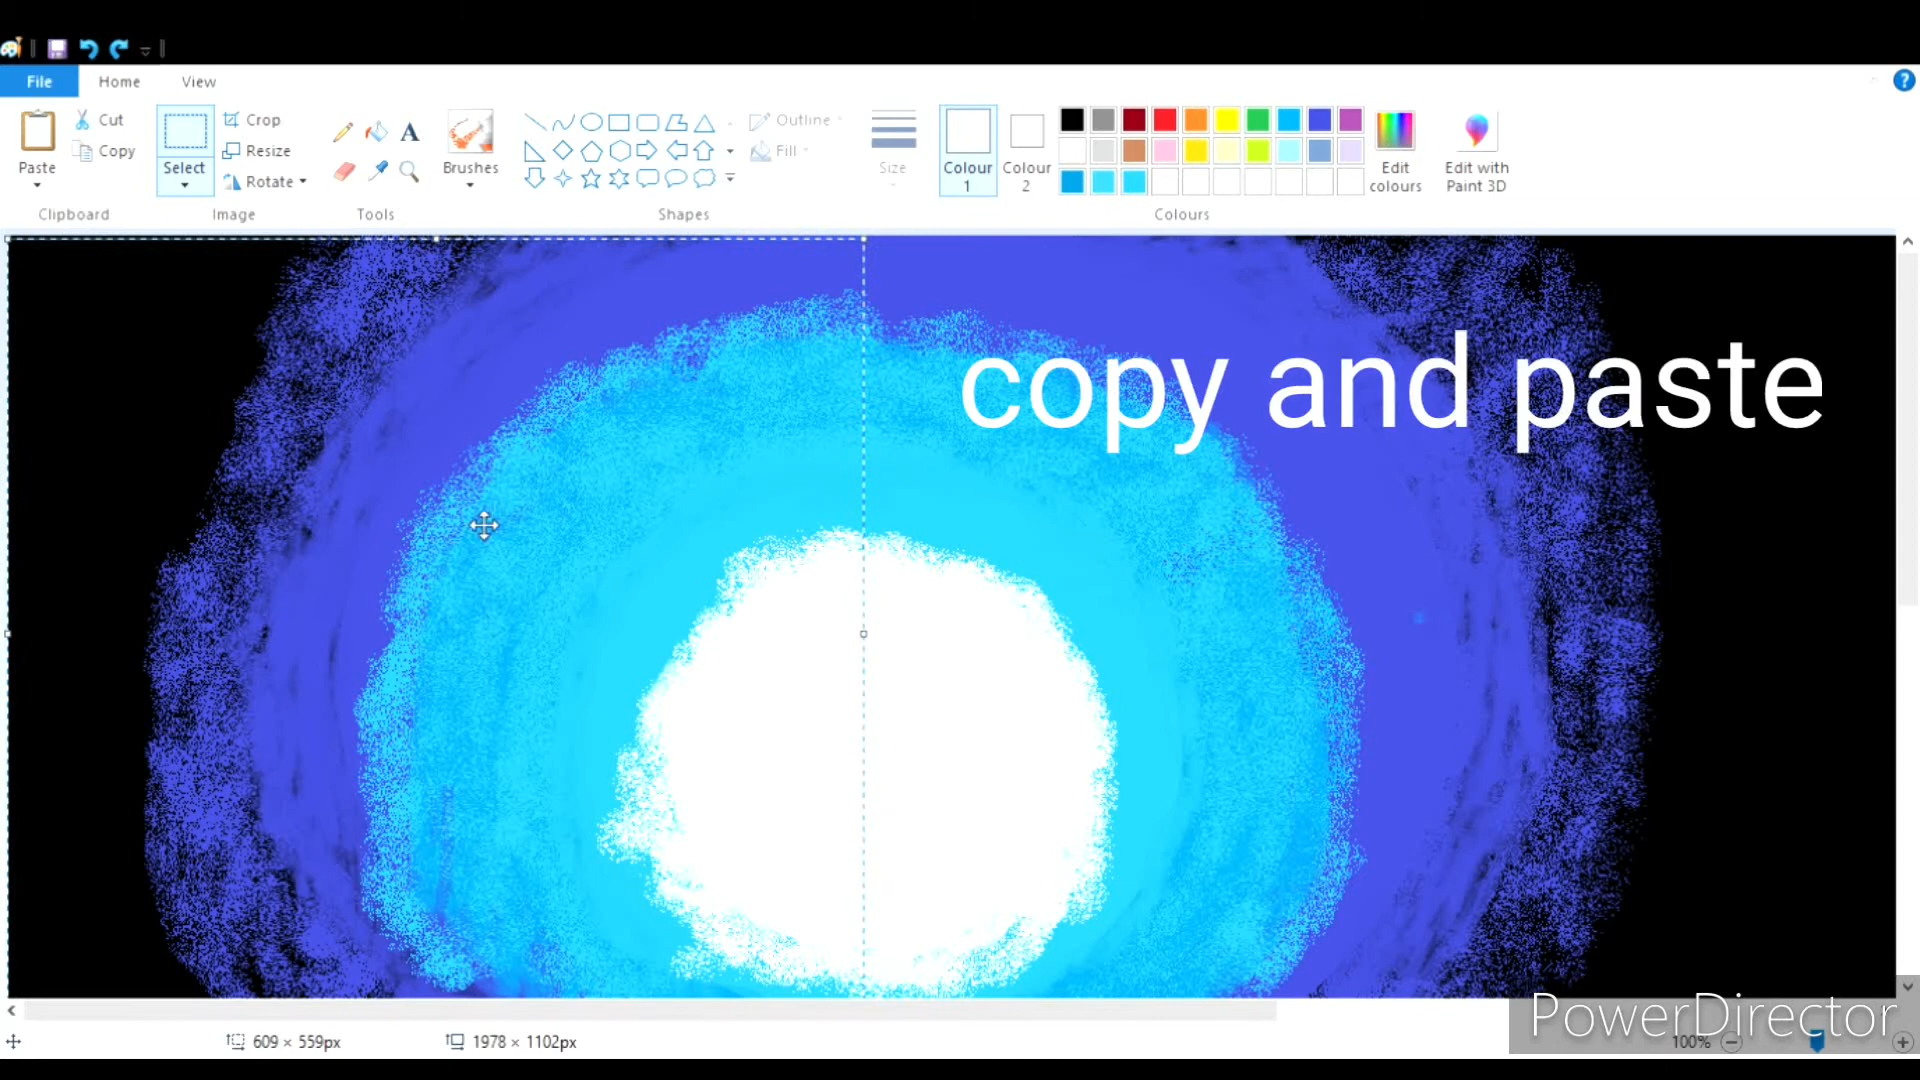 File Home View
Paste Cut Copy
Select Crop Resize Rotate
A
Brushes
Outline Fill
Size
Colour 1
Colour 2
Edit colours
Edit with Paint 3D
?
Clipboard Image Tools Shapes Colours
copy and paste
PowerDirector
609 × 559px 1978 × 1102px 100%